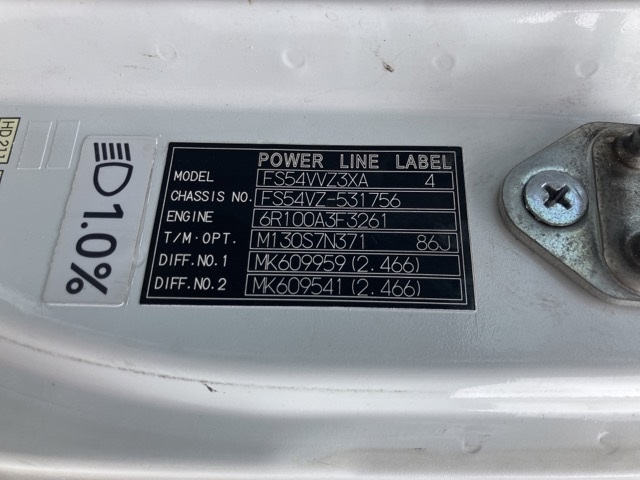 POWER LINE LABEL
MODEL FS54VVZ3XA 4
CHASSIS NO. FS54VZ-531756
ENGINE 6R100A3F3261
T/M·OPT. M130S7N371 86J
DIFF.NO.1 MK609959(2.466)
DIFF.NO.2 MK609541(2.466)
1.0%